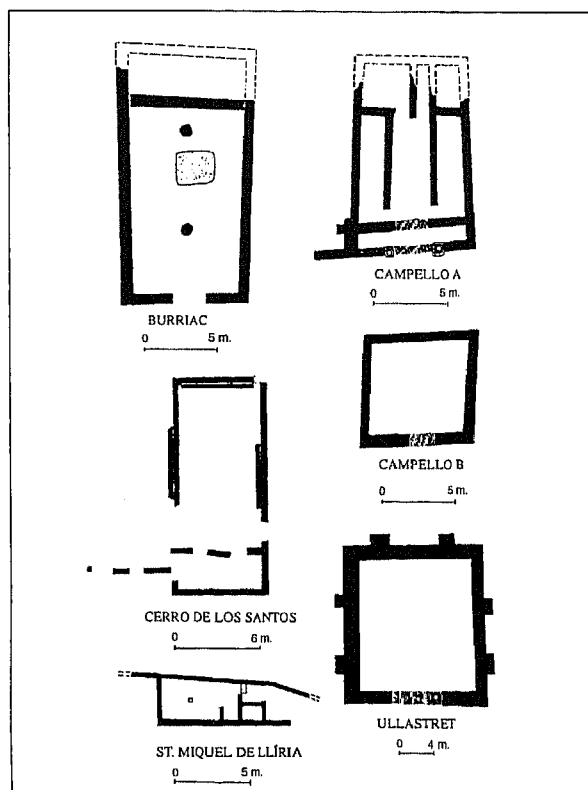 BURRIAC
0 5 m.
CAMPELLO A
0 5 m.
CAMPELLO B
0 5 m.
CERRO DE LOS SANTOS
0 6 m.
ULLASTRET
0 4 m.
ST. MIQUEL DE LLÍRIA
0 5 m.